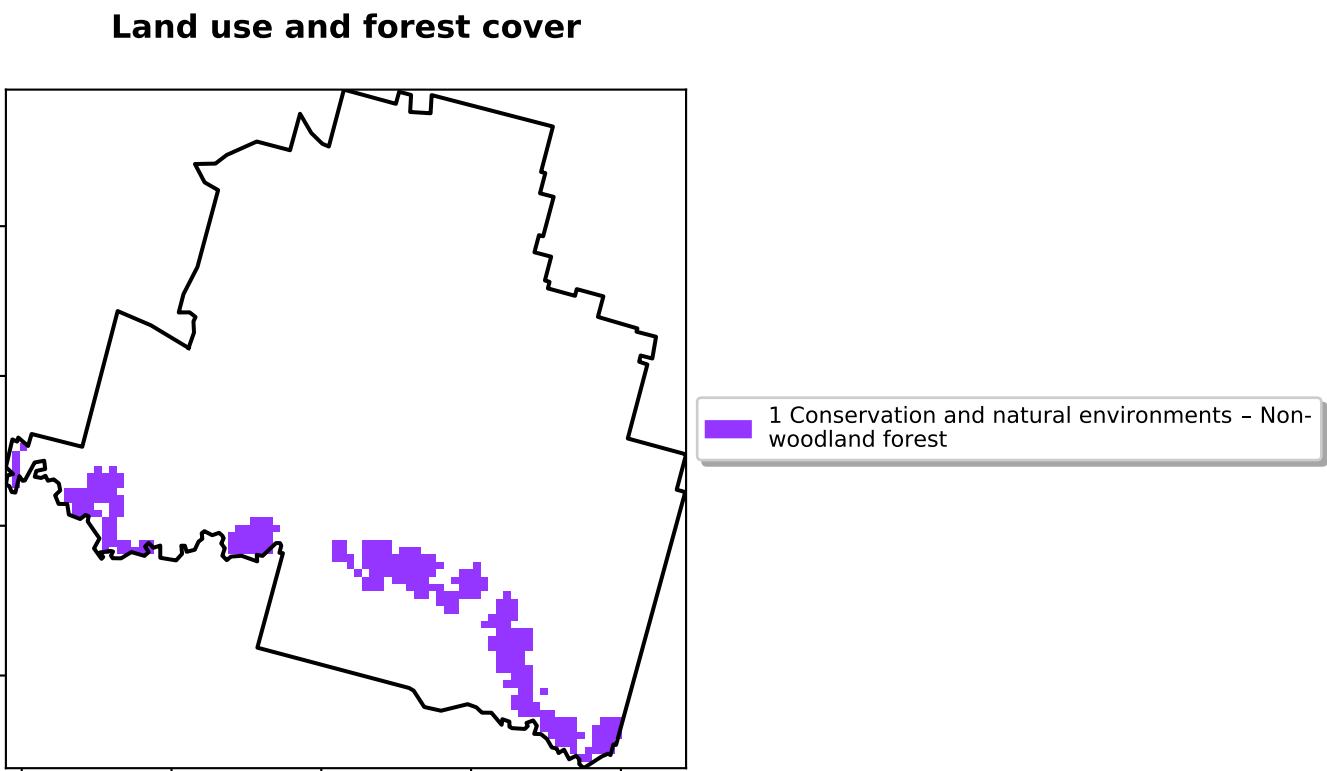 Land use and forest cover
1 Conservation and natural environments – Non-
woodland forest